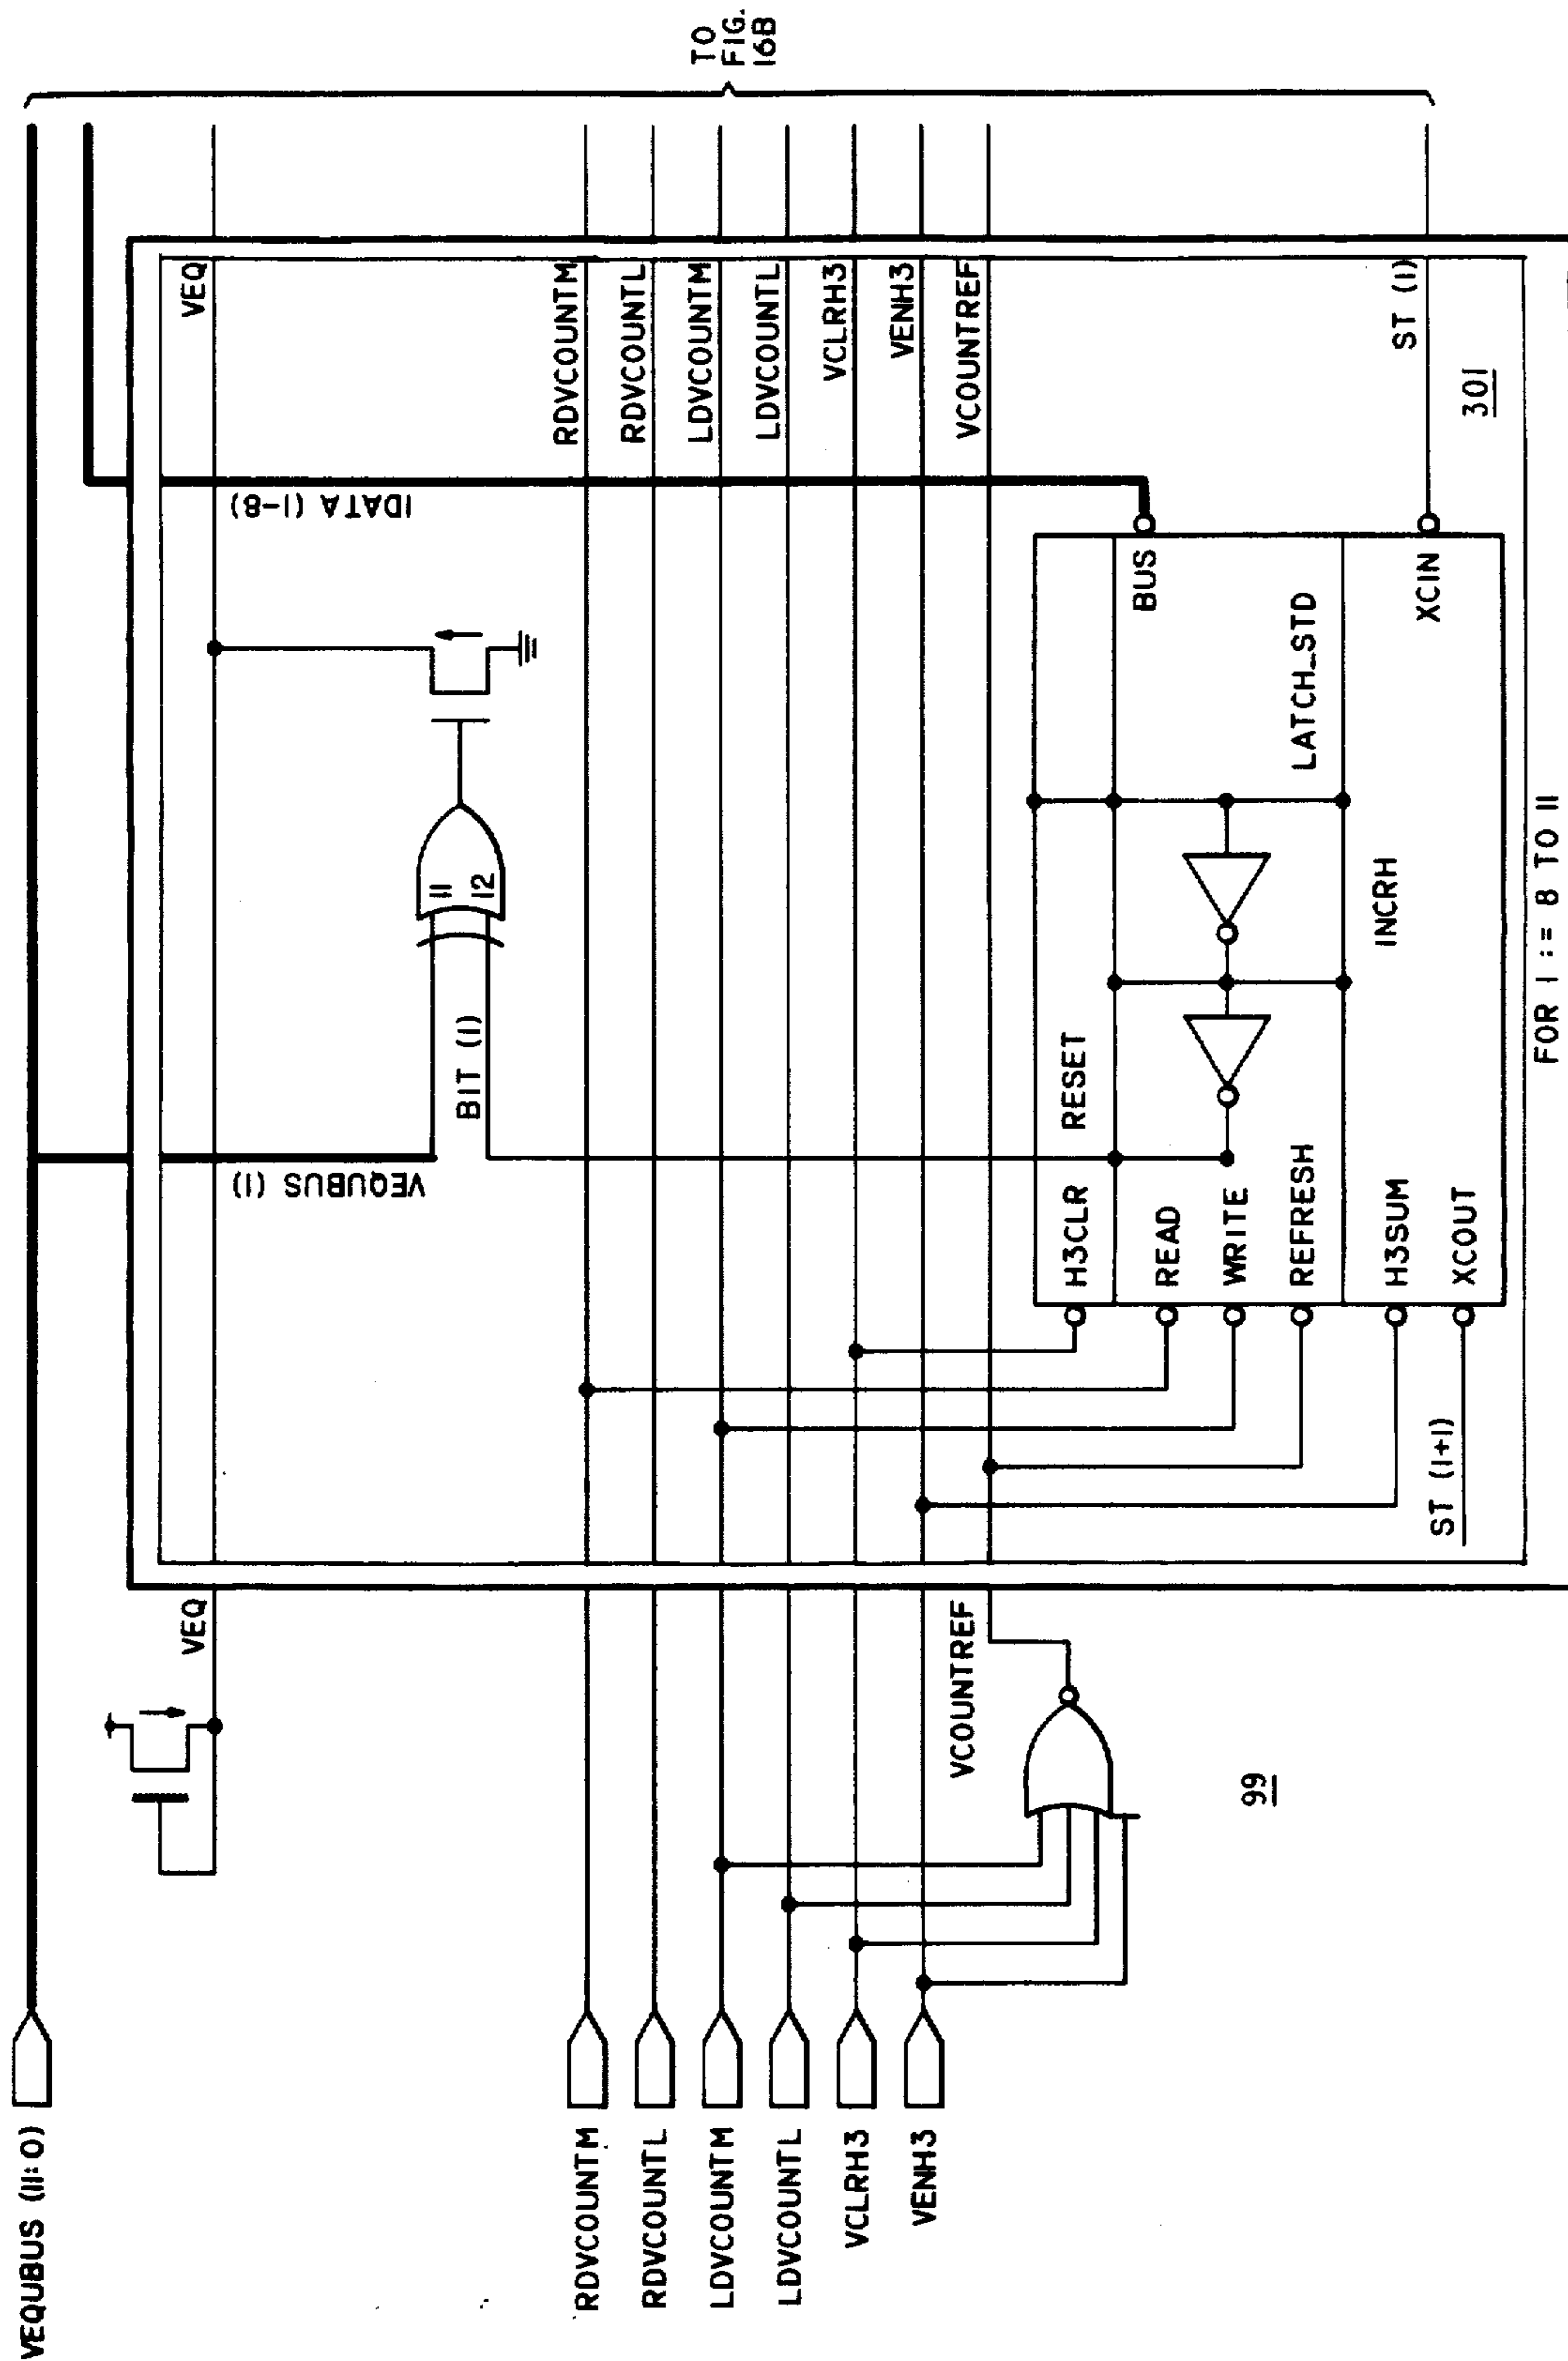 TO
FIG.
16B
VEQUBUS (11:0)
VEQ
VEQ
IDATA (I-8)
VEQUBUS (I)
BIT (I)
I1
I2
RDVCOUNTM
RDVCOUNTL
LDVCOUNTM
LDVCOUNTL
VCLRH3
VENH3
VCOUNTREF
RDVCOUNTM
RDVCOUNTL
LDVCOUNTM
LDVCOUNTL
VCLRH3
VENH3
VCOUNTREF
99
H3CLR
RESET
READ
WRITE
REFRESH
BUS
LATCH_STD
H3SUM
INCRH
XCOUT
XCIN
ST (I+1)
ST (I)
301
FOR I := 8 TO 11